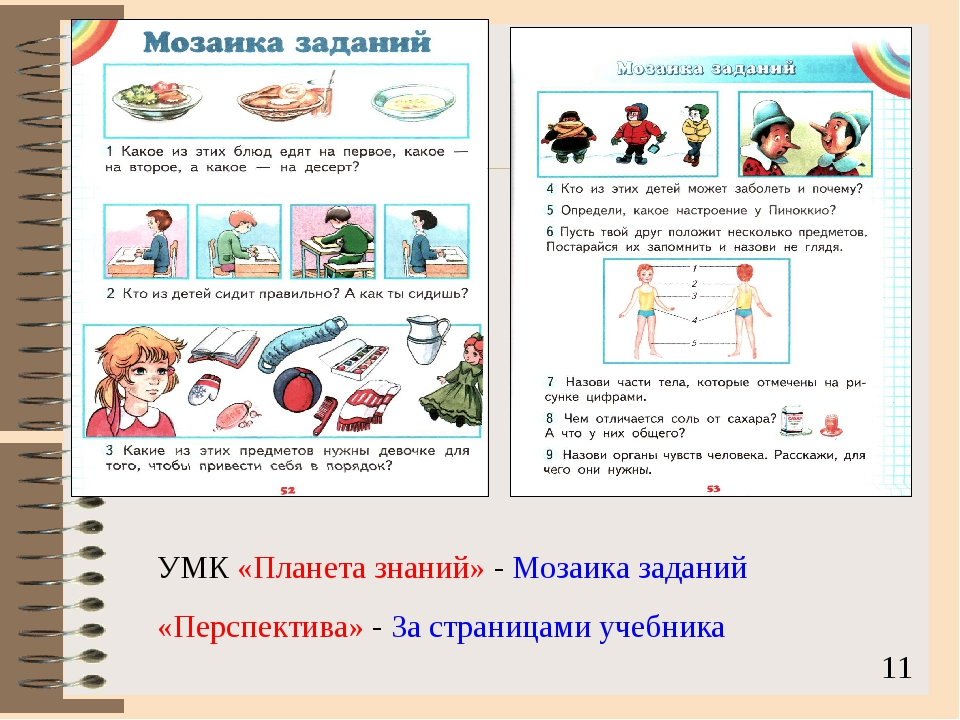 Мозаика заданий
1 Какое из этих блюд едят на первое, какое —
на второе, а какое — на десерт?
2 Кто из детей сидит правильно? А как ты сидишь?
3 Какие из этих предметов нужны девочке для
того, чтобы привести себя в порядок?
52
Мозаика заданий
4 Кто из этих детей может заболеть и почему?
5 Определи, какое настроение у Пиноккио?
6 Пусть твой друг положит несколько предметов.
Постарайся их запомнить и назови не глядя.
1
2
3
4
5
7 Назови части тела, которые отмечены на ри-
сунке цифрами.
8 Чем отличается соль от сахара?
А что у них общего?
9 Назови органы чувств человека. Расскажи, для
чего они нужны.
53
УМК «Планета знаний» - Мозаика заданий
«Перспектива» - За страницами учебника
11